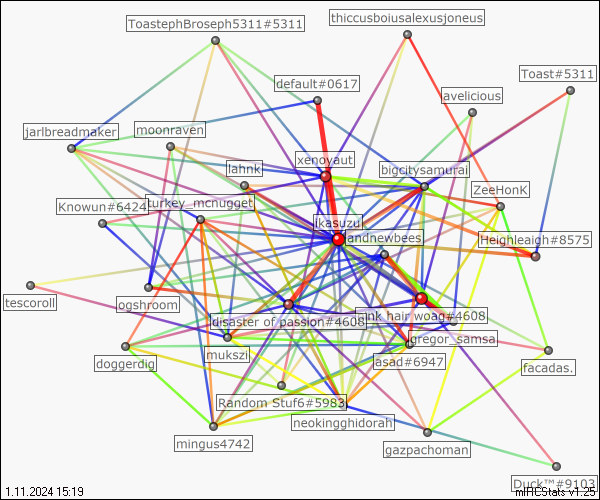 ToastephBroseph5311#5311
thiccusboiusalexusjoneus
Toast#5311
default#0617
avelicious
jarlbreadmaker
moonraven
xenoyaut
lahnk
bigcitysamurai
ZeeHonK
Knowun#6424
turkey_mcnugget
ikasuzu
andnewbees
Heighleaigh#8575
tescoroll
ogshroom
disaster of passion#4608
ink hair woag#4608
gregor_samsa
mukszil
doggerdig
asad#6947
facadas.
Random Stuf6#5983
neokingghidorah
mingus4742
gazpachoman
Duck™#9103
1.11.2024 15:19
mIRCStats v1.25